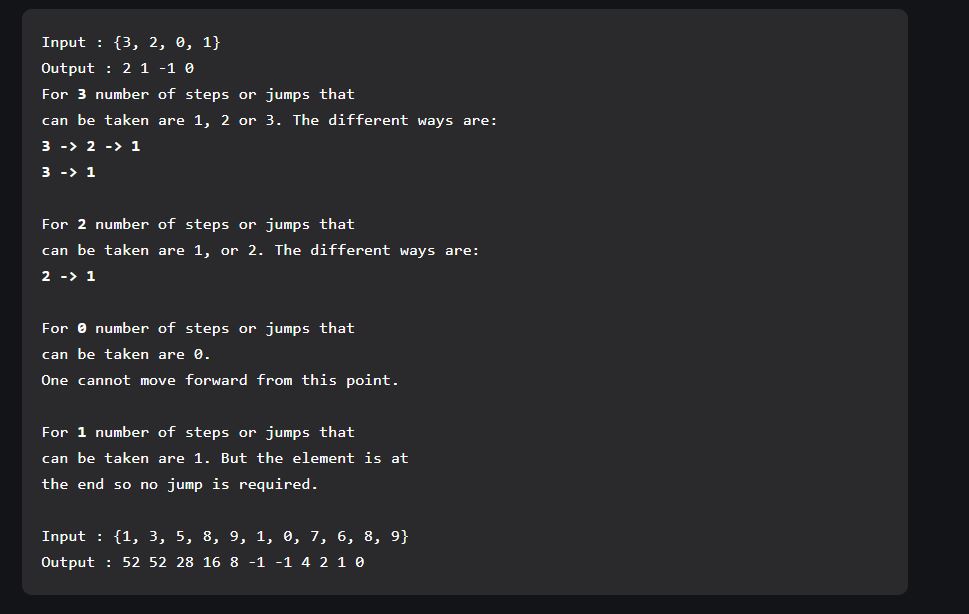 Input : {3, 2, 0, 1}
Output : 2 1 -1 0
For 3 number of steps or jumps that
can be taken are 1, 2 or 3. The different ways are:
3 -> 2 -> 1
3 -> 1
For 2 number of steps or jumps that
can be taken are 1, or 2. The different ways are:
2 -> 1
For 0 number of steps or jumps that
can be taken are 0.
One cannot move forward from this point.
For 1 number of steps or jumps that
can be taken are 1. But the element is at
the end so no jump is required.
Input : {1, 3, 5, 8, 9, 1, 0, 7, 6, 8, 9}
Output : 52 52 28 16 8 -1 -1 4 2 1 0